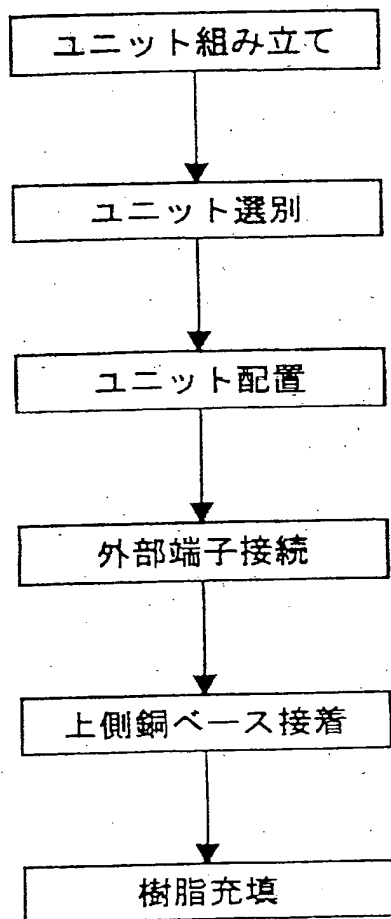 ユニット組み立て
ユニット選別
ユニット配置
外部端子接続
上側銅ベース接着
樹脂充填